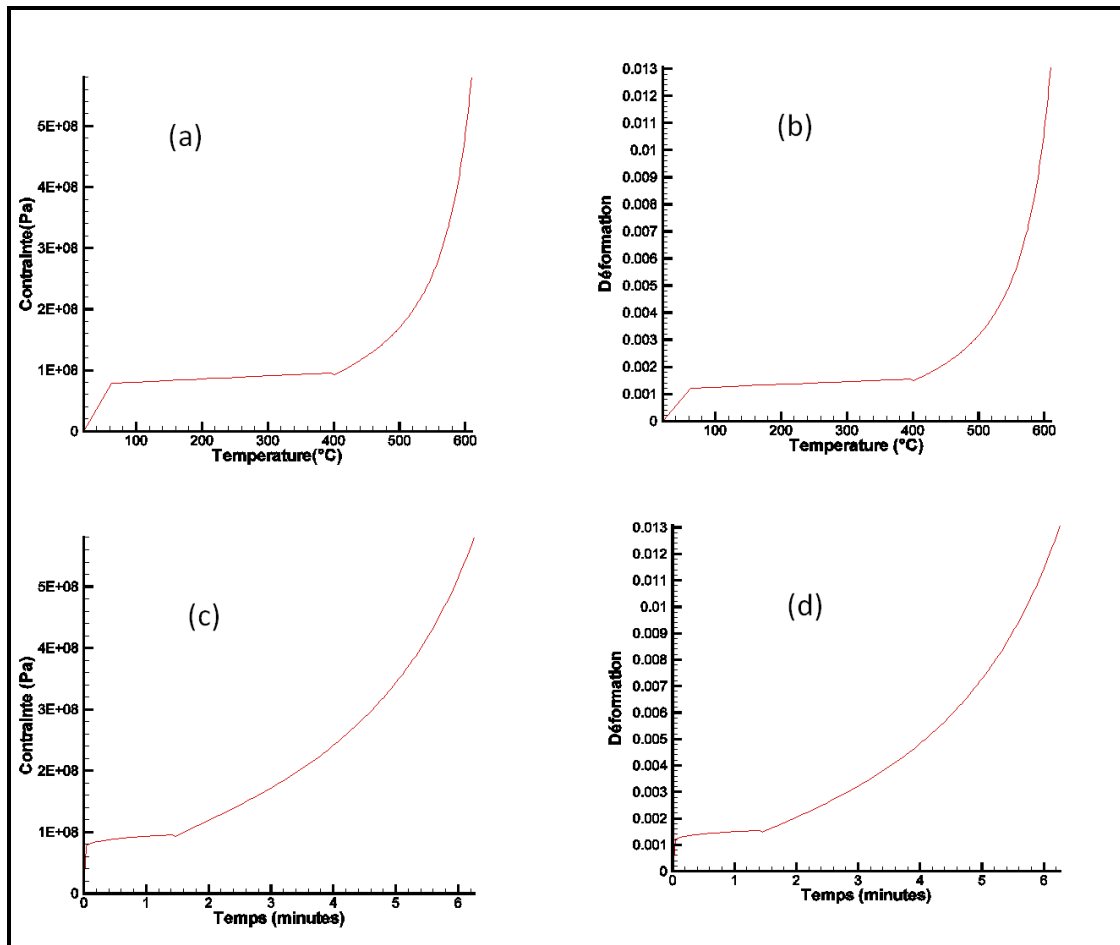 (a)
Contrainte(Pa)
5E+08
4E+08
3E+08
2E+08
1E+08
0
100 200 300 400 500 600
Temperature(°C)
(b)
Déformation
0.013
0.012
0.011
0.01
0.009
0.008
0.007
0.006
0.005
0.004
0.003
0.002
0.001
0
100 200 300 400 500 600
Temperature (°C)
(c)
Contrainte (Pa)
5E+08
4E+08
3E+08
2E+08
1E+08
0
0 1 2 3 4 5 6
Temps (minutes)
(d)
Déformation
0.013
0.012
0.011
0.01
0.009
0.008
0.007
0.006
0.005
0.004
0.003
0.002
0.001
0
0 1 2 3 4 5 6
Temps (minutes)